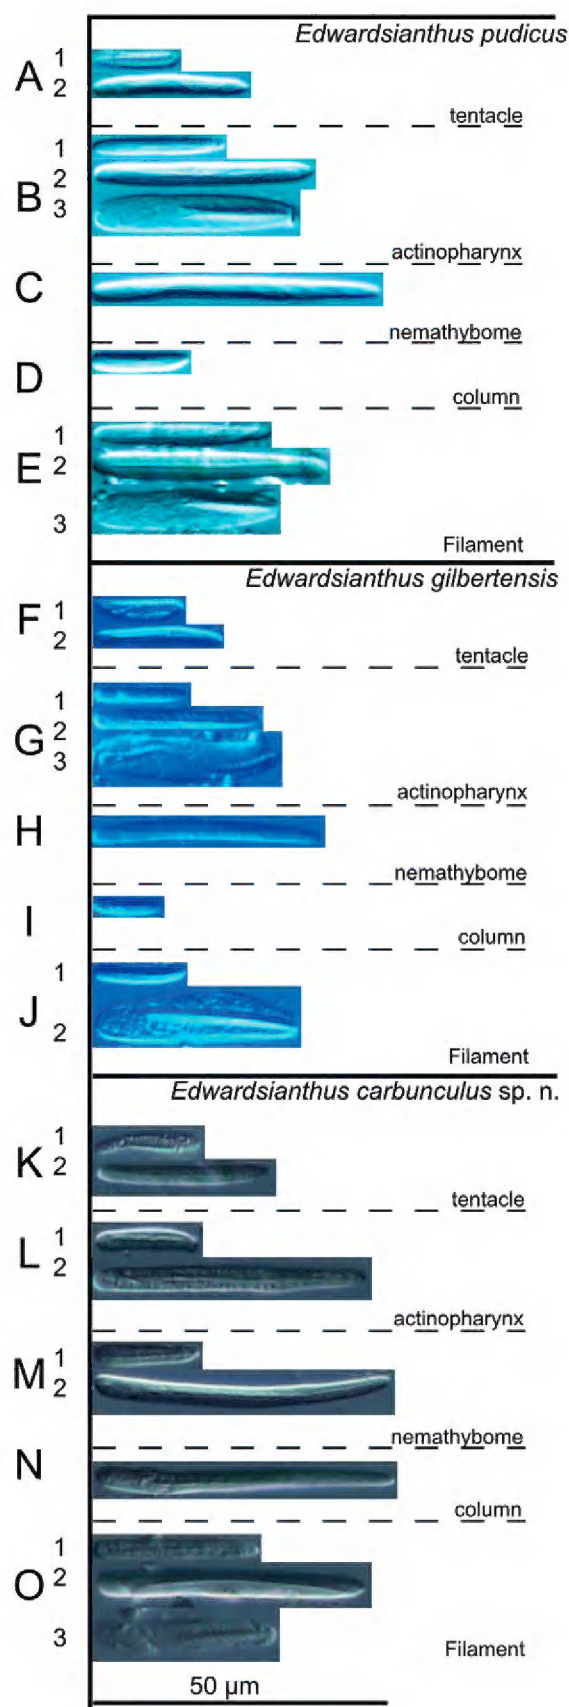 Edwardsianthus pudicus
A 1
2
tentacle
B 1
2
3
actinopharynx
C
nemathybome
D
column
E 1
2
3
Filament
Edwardsianthus gilbertensis
F 1
2
tentacle
G 1
2
3
actinopharynx
H
nemathybome
I
column
J 1
2
Filament
Edwardsianthus carbunculus sp. n.
K 1
2
tentacle
L 1
2
actinopharynx
M 1
2
nemathybome
N
column
O 1
2
3
Filament
50 µm